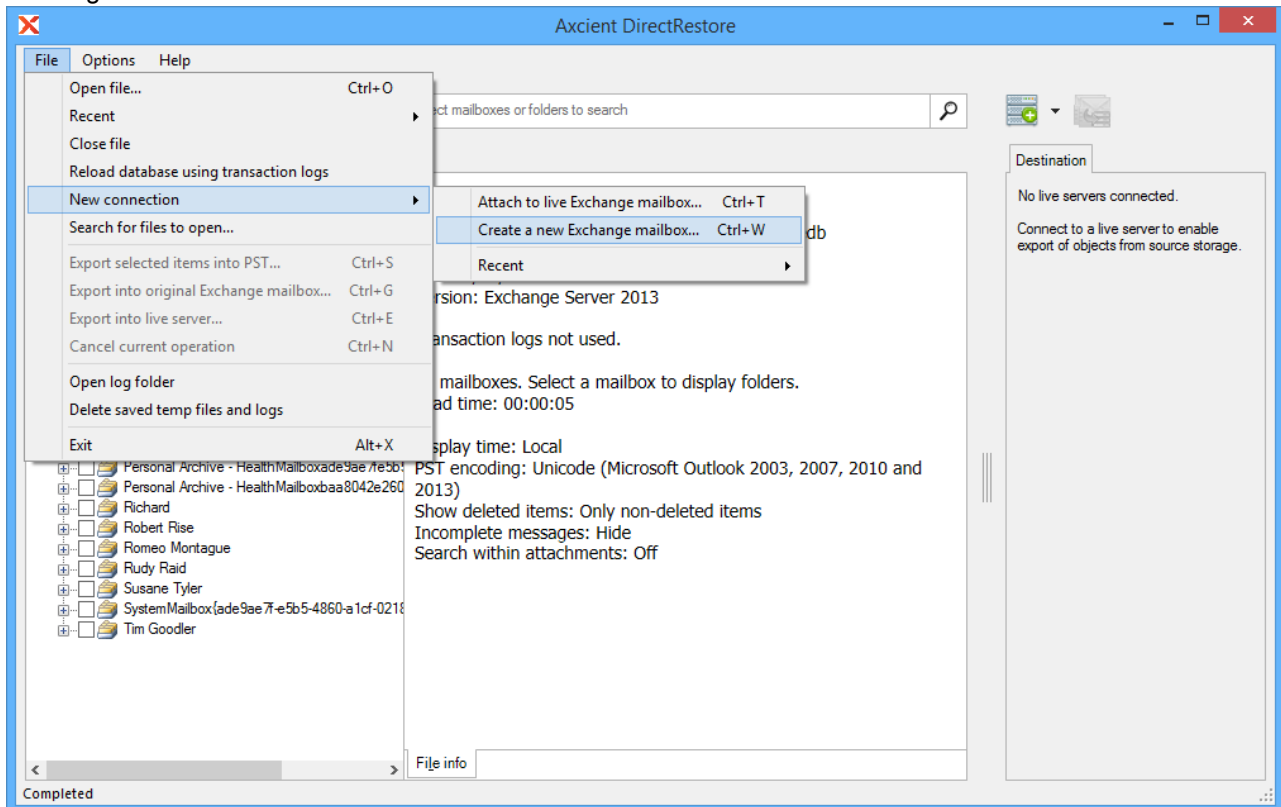 Axcient DirectRestore
File Options Help
Open file... Ctrl+O
Recent
Close file
Reload database using transaction logs
New connection
Search for files to open...
Export selected items into PST... Ctrl+S
Export into original Exchange mailbox... Ctrl+G
Export into live server... Ctrl+E
Cancel current operation Ctrl+N
Open log folder
Delete saved temp files and logs
Exit Alt+X
Attach to live Exchange mailbox... Ctrl+T
Create a new Exchange mailbox... Ctrl+W
Recent
mailboxes or folders to search
db
Exchange Server 2013
logs not used.
mailboxes. Select a mailbox to display folders.
time: 00:00:05
time: Local
PST encoding: Unicode (Microsoft Outlook 2003, 2007, 2010 and
2013)
Show deleted items: Only non-deleted items
Incomplete messages: Hide
Search within attachments: Off
Personal Archive - HealthMailboxade9ae7fe5b5
Personal Archive - HealthMailboxbaa8042e260
Richard
Robert Rise
Romeo Montague
Rudy Raid
Susane Tyler
SystemMailbox{ade9ae7f-e5b5-4860-a1cf-0218
Tim Goodler
File info
Destination
No live servers connected.
Connect to a live server to enable
export of objects from source storage.
Completed